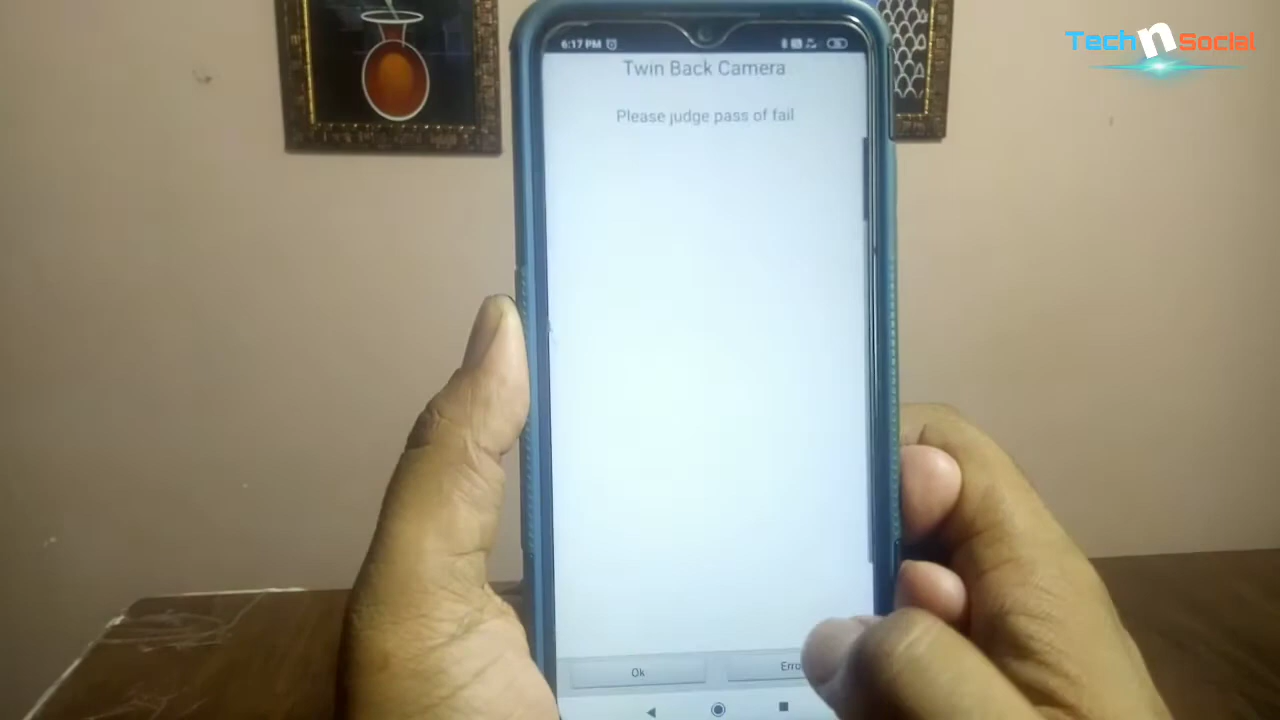 Tech n Social
6:17 PM
Twin Back Camera
Please judge pass of fail
Ok
Erro